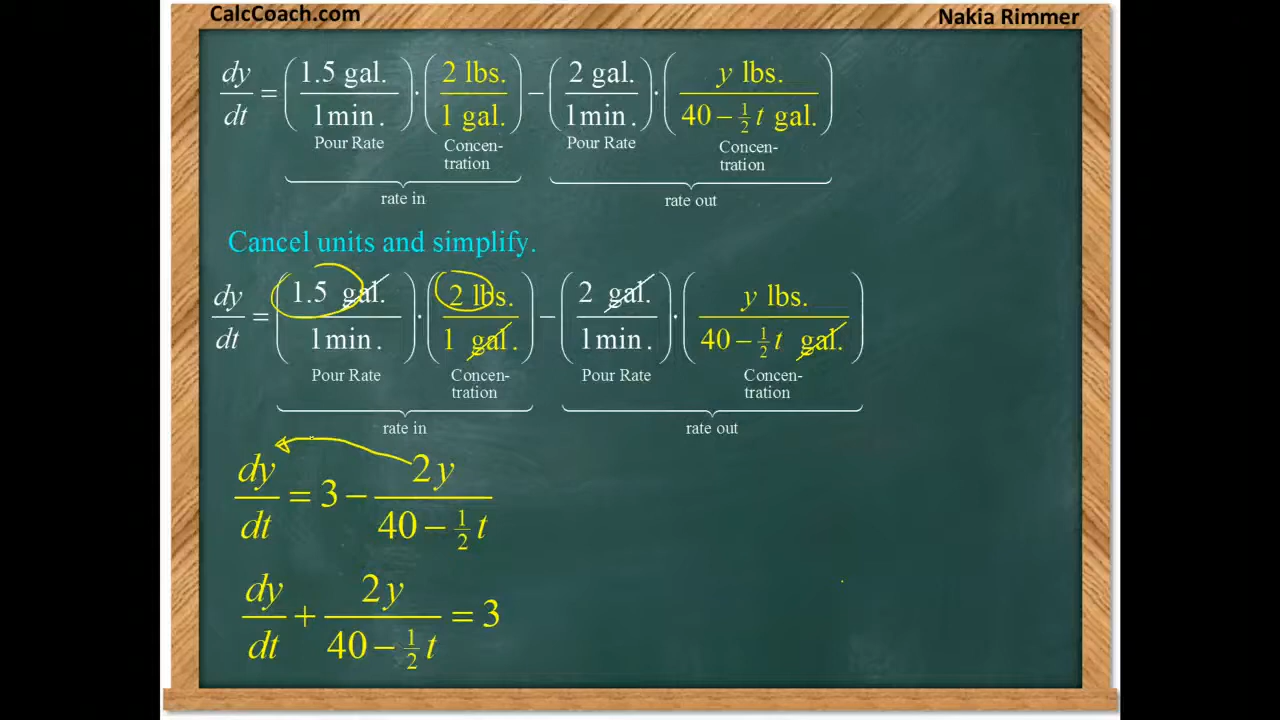 CalcCoach.com
Nakia Rimmer
dy/dt = (1.5 gal./1 min.) · (2 lbs./1 gal.) − (2 gal./1 min.) · (y lbs./40 − ½ t gal.)
Pour Rate Concen-tration Pour Rate Concen-tration
rate in rate out
Cancel units and simplify.
dy/dt = (1.5 gal./1 min.) · (2 lbs./1 gal.) − (2 gal./1 min.) · (y lbs./40 − ½ t gal.)
Pour Rate Concen-tration Pour Rate Concen-tration
rate in rate out
dy/dt = 3 − 2y/40 − ½ t
dy/dt + 2y/40 − ½ t = 3